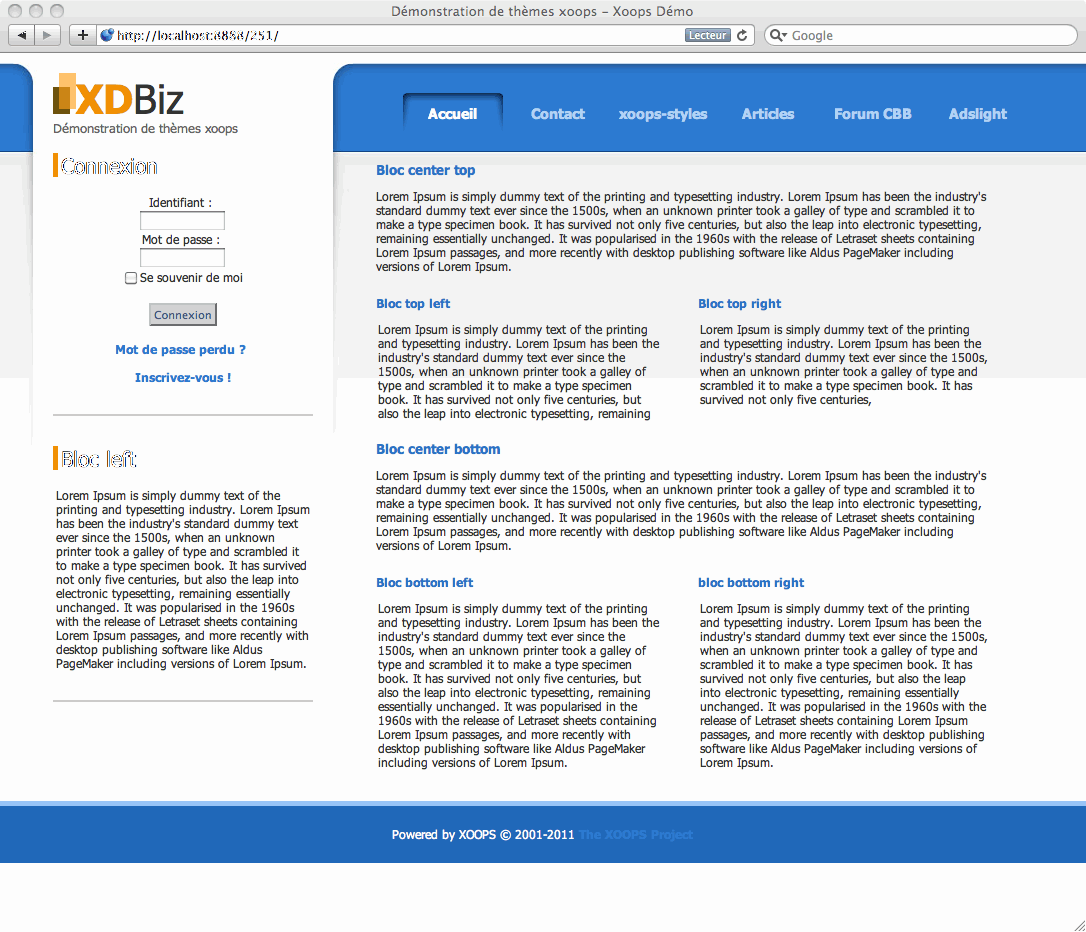 Démonstration de thèmes xoops – Xoops Démo
http://localhost:8888/251/
Lecteur
Google
XDBiz
Démonstration de thèmes xoops
Accueil
Contact
xoops-styles
Articles
Forum CBB
Adslight
Connexion
Identifiant :
Mot de passe :
Se souvenir de moi
Connexion
Mot de passe perdu ?
Inscrivez-vous !
Bloc left
Lorem Ipsum is simply dummy text of the
printing and typesetting industry. Lorem Ipsum
has been the industry's standard dummy text
ever since the 1500s, when an unknown
printer took a galley of type and scrambled it
to make a type specimen book. It has survived
not only five centuries, but also the leap into
electronic typesetting, remaining essentially
unchanged. It was popularised in the 1960s
with the release of Letraset sheets containing
Lorem Ipsum passages, and more recently with
desktop publishing software like Aldus
PageMaker including versions of Lorem Ipsum.
Bloc center top
Lorem Ipsum is simply dummy text of the printing and typesetting industry. Lorem Ipsum has been the industry's
standard dummy text ever since the 1500s, when an unknown printer took a galley of type and scrambled it to
make a type specimen book. It has survived not only five centuries, but also the leap into electronic typesetting,
remaining essentially unchanged. It was popularised in the 1960s with the release of Letraset sheets containing
Lorem Ipsum passages, and more recently with desktop publishing software like Aldus PageMaker including
versions of Lorem Ipsum.
Bloc top left
Lorem Ipsum is simply dummy text of the printing
and typesetting industry. Lorem Ipsum has been the
industry's standard dummy text ever since the
1500s, when an unknown printer took a galley of
type and scrambled it to make a type specimen
book. It has survived not only five centuries, but
also the leap into electronic typesetting, remaining
Bloc top right
Lorem Ipsum is simply dummy text of the printing
and typesetting industry. Lorem Ipsum has been the
industry's standard dummy text ever since the 1500s,
when an unknown printer took a galley of type and
scrambled it to make a type specimen book. It has
survived not only five centuries,
Bloc center bottom
Lorem Ipsum is simply dummy text of the printing and typesetting industry. Lorem Ipsum has been the industry's
standard dummy text ever since the 1500s, when an unknown printer took a galley of type and scrambled it to
make a type specimen book. It has survived not only five centuries, but also the leap into electronic typesetting,
remaining essentially unchanged. It was popularised in the 1960s with the release of Letraset sheets containing
Lorem Ipsum passages, and more recently with desktop publishing software like Aldus PageMaker including
versions of Lorem Ipsum.
Bloc bottom left
Lorem Ipsum is simply dummy text of the printing
and typesetting industry. Lorem Ipsum has been the
industry's standard dummy text ever since the
1500s, when an unknown printer took a galley of
type and scrambled it to make a type specimen
book. It has survived not only five centuries, but
also the leap into electronic typesetting, remaining
essentially unchanged. It was popularised in the
1960s with the release of Letraset sheets containing
Lorem Ipsum passages, and more recently with
desktop publishing software like Aldus PageMaker
including versions of Lorem Ipsum.
bloc bottom right
Lorem Ipsum is simply dummy text of the printing
and typesetting industry. Lorem Ipsum has been the
industry's standard dummy text ever since the 1500s,
when an unknown printer took a galley of type and
scrambled it to make a type specimen book. It has
survived not only five centuries, but also the leap
into electronic typesetting, remaining essentially
unchanged. It was popularised in the 1960s with the
release of Letraset sheets containing Lorem Ipsum
passages, and more recently with desktop publishing
software like Aldus PageMaker including versions of
Lorem Ipsum.
Powered by XOOPS © 2001-2011 The XOOPS Project